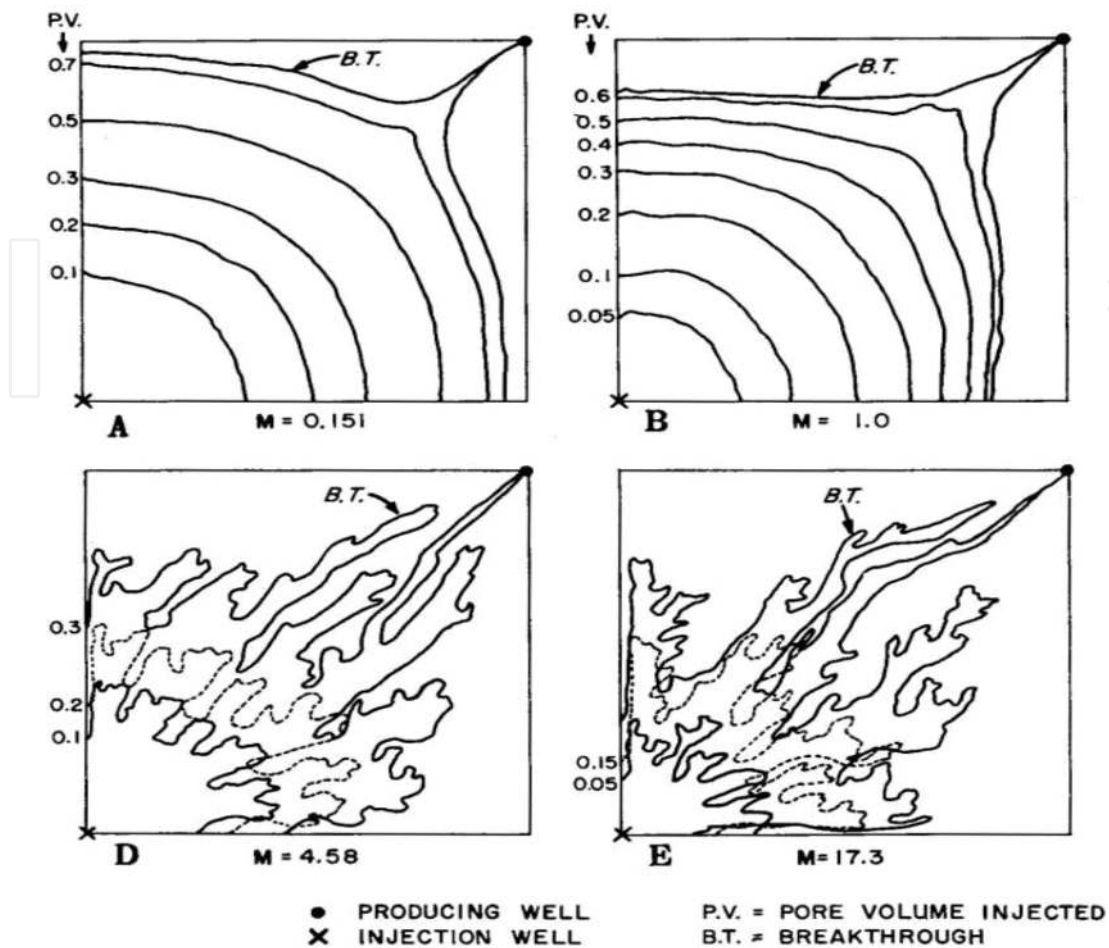 P.V.
0.7
0.5
0.3
0.2
0.1
B.T.
A
M = 0.151
P.V.
0.6
0.5
0.4
0.3
0.2
0.1
0.05
B.T.
B
M = 1.0
0.3
0.2
0.1
B.T.
D
M = 4.58
0.15
0.05
B.T.
E
M = 17.3
● PRODUCING WELL
× INJECTION WELL
P.V. = PORE VOLUME INJECTED
B.T. = BREAKTHROUGH